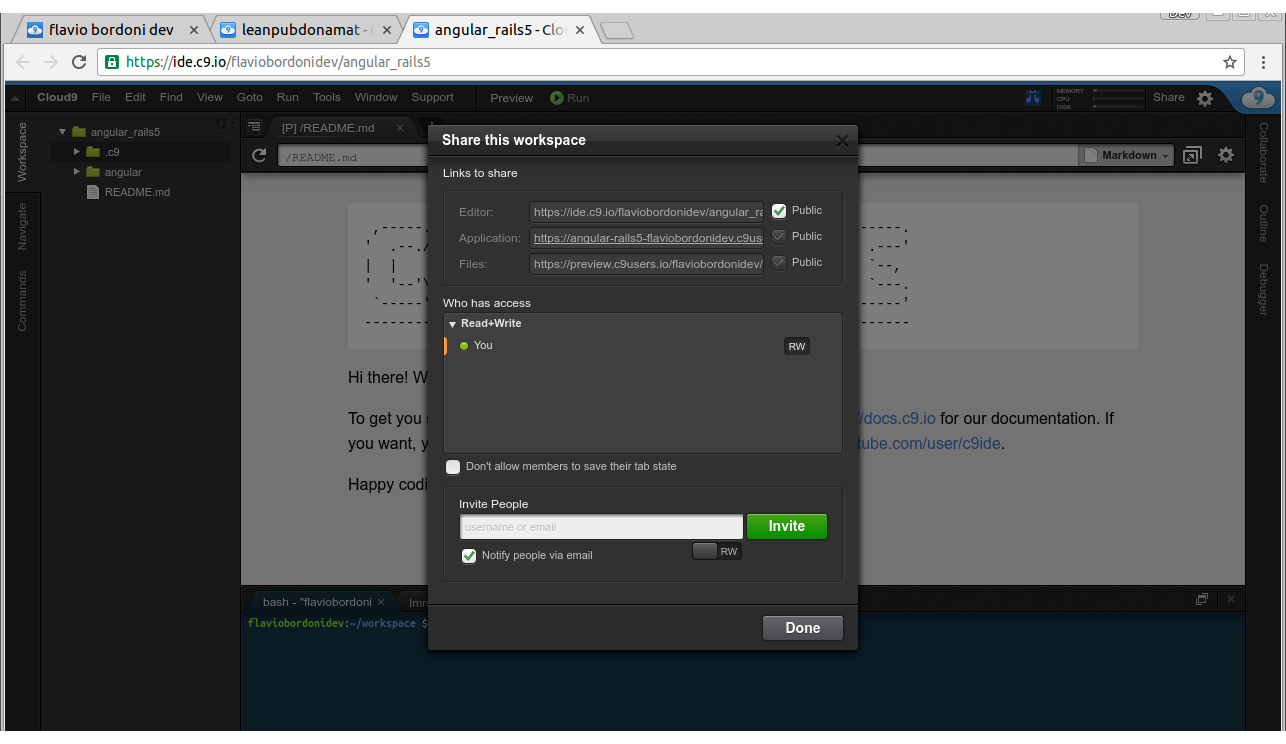 Dev
flavio bordoni dev × leanpubdonamat - C × angular_rails5 - Clo ×
https://ide.c9.io/flaviobordonidev/angular_rails5
Cloud9 File Edit Find View Goto Run Tools Window Support Preview Run MEMORY CPU DISK Share
Workspace
Navigate
Commands
angular_rails5
.c9
angular
README.md
[P] /README.md ×
/README.md Markdown
Collaborate
Outline
Debugger
Hi there! W
To get you //docs.c9.io for our documentation. If
you want, y tube.com/user/c9ide.
Happy codi
Share this workspace
Links to share
Editor: https://ide.c9.io/flaviobordonidev/angular_ra Public
Application: https://angular-rails5-flaviobordonidev.c9us Public
Files: https://preview.c9users.io/flaviobordonidev/ Public
Who has access
Read+Write
You RW
Don't allow members to save their tab state
Invite People
username or email Invite
Notify people via email RW
Done
bash - "flaviobordoni × Imm
flaviobordonidev:~/workspace $